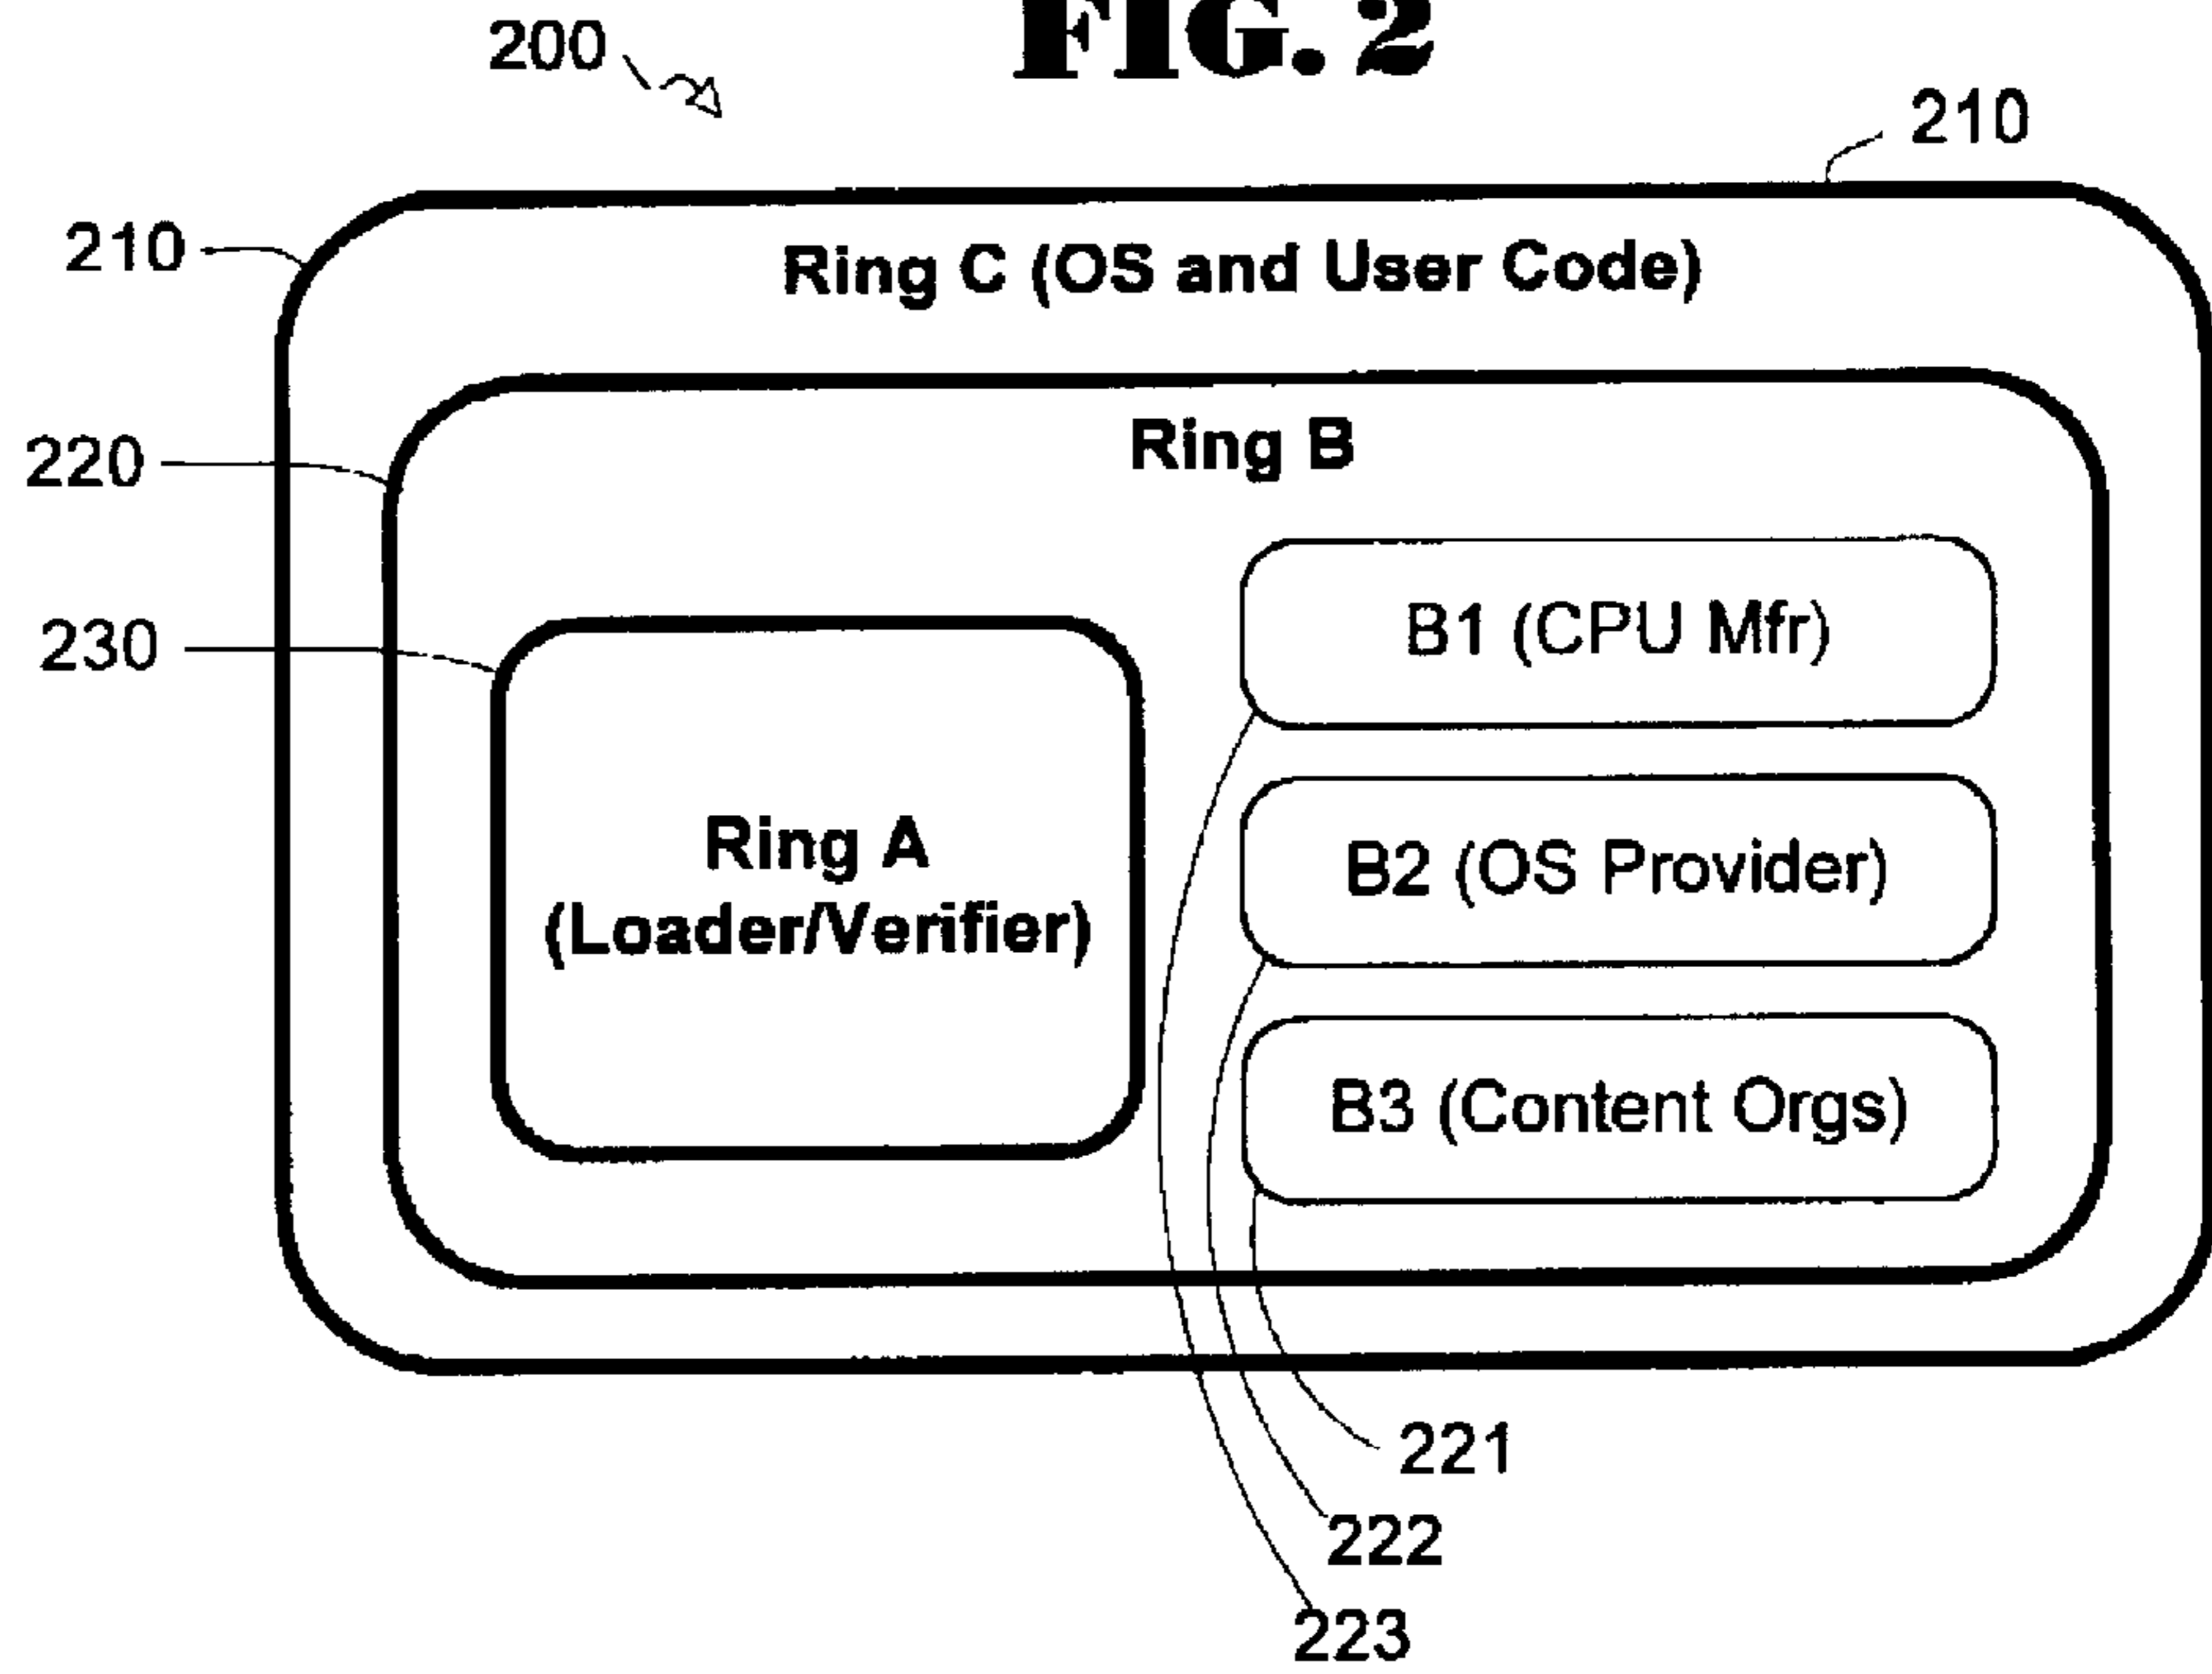 FIG. 2
200
210
210
Ring C (OS and User Code)
220
Ring B
230
B1 (CPU Mfr)
Ring A
(Loader/Verifier)
B2 (OS Provider)
B3 (Content Orgs)
221
222
223